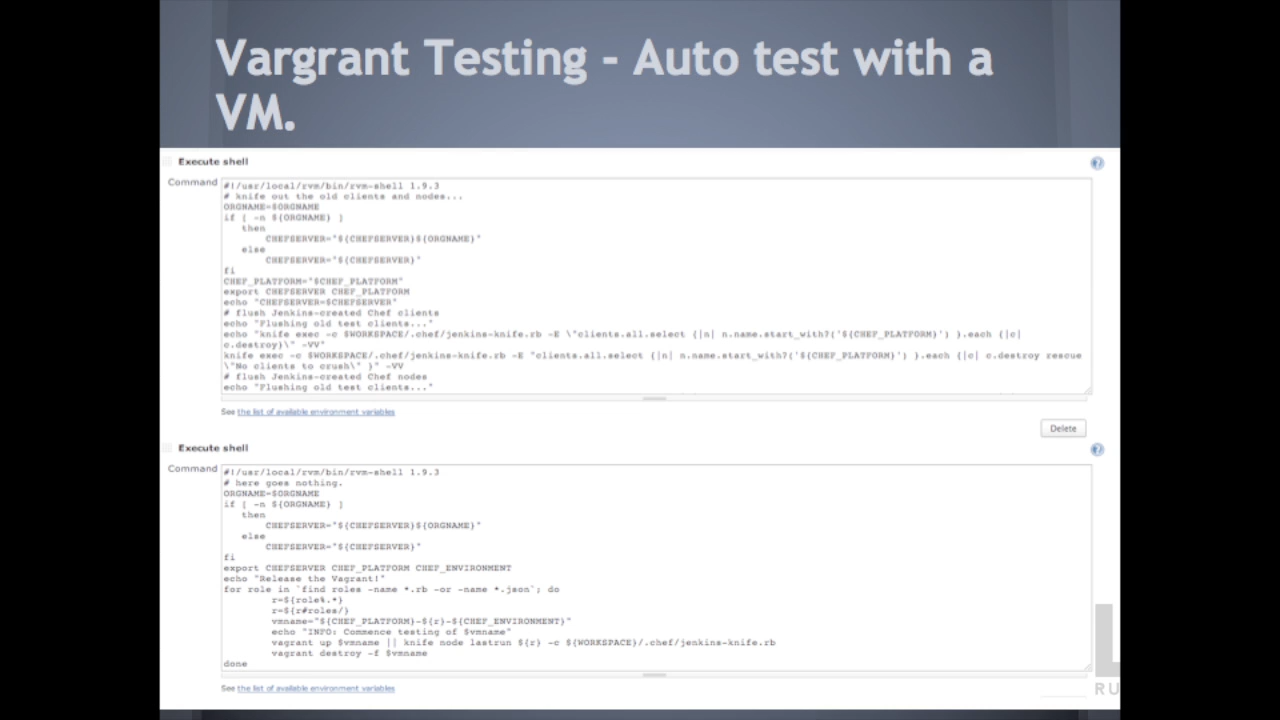 Vargrant Testing - Auto test with a
VM.
Execute shell
Command
#!/usr/local/rvm/bin/rvm-shell 1.9.3
# knife out the old clients and nodes...
ORGNAME=$ORGNAME
if [ -n ${ORGNAME} ]
then
CHEFSERVER="${CHEFSERVER}${ORGNAME}"
else
CHEFSERVER="${CHEFSERVER}"
fi
CHEF_PLATFORM="$CHEF_PLATFORM"
export CHEFSERVER CHEF_PLATFORM
echo "CHEFSERVER=$CHEFSERVER"
# flush Jenkins-created Chef clients
echo "Flushing old test clients..."
echo "knife exec -c $WORKSPACE/.chef/jenkins-knife.rb -E \"clients.all.select {|n| n.name.start_with?('${CHEF_PLATFORM}') }.each {|c|
c.destroy}\" -VV"
knife exec -c $WORKSPACE/.chef/jenkins-knife.rb -E "clients.all.select {|n| n.name.start_with?('${CHEF_PLATFORM}') }.each {|c| c.destroy rescue
\"No clients to crush\" }" -VV
# flush Jenkins-created Chef nodes
echo "Flushing old test clients..."
See the list of available environment variables
Delete
Execute shell
Command
#!/usr/local/rvm/bin/rvm-shell 1.9.3
# here goes nothing.
ORGNAME=$ORGNAME
if [ -n ${ORGNAME} ]
then
CHEFSERVER="${CHEFSERVER}${ORGNAME}"
else
CHEFSERVER="${CHEFSERVER}"
fi
export CHEFSERVER CHEF_PLATFORM CHEF_ENVIRONMENT
echo "Release the Vagrant!"
for role in `find roles -name *.rb -or -name *.json`; do
r=${role%.*}
r=${r#roles/}
vmname="${CHEF_PLATFORM}-${r}-${CHEF_ENVIRONMENT}"
echo "INFO: Commence testing of $vmname"
vagrant up $vmname || knife node lastrun ${r} -c ${WORKSPACE}/.chef/jenkins-knife.rb
vagrant destroy -f $vmname
done
See the list of available environment variables
L
RU